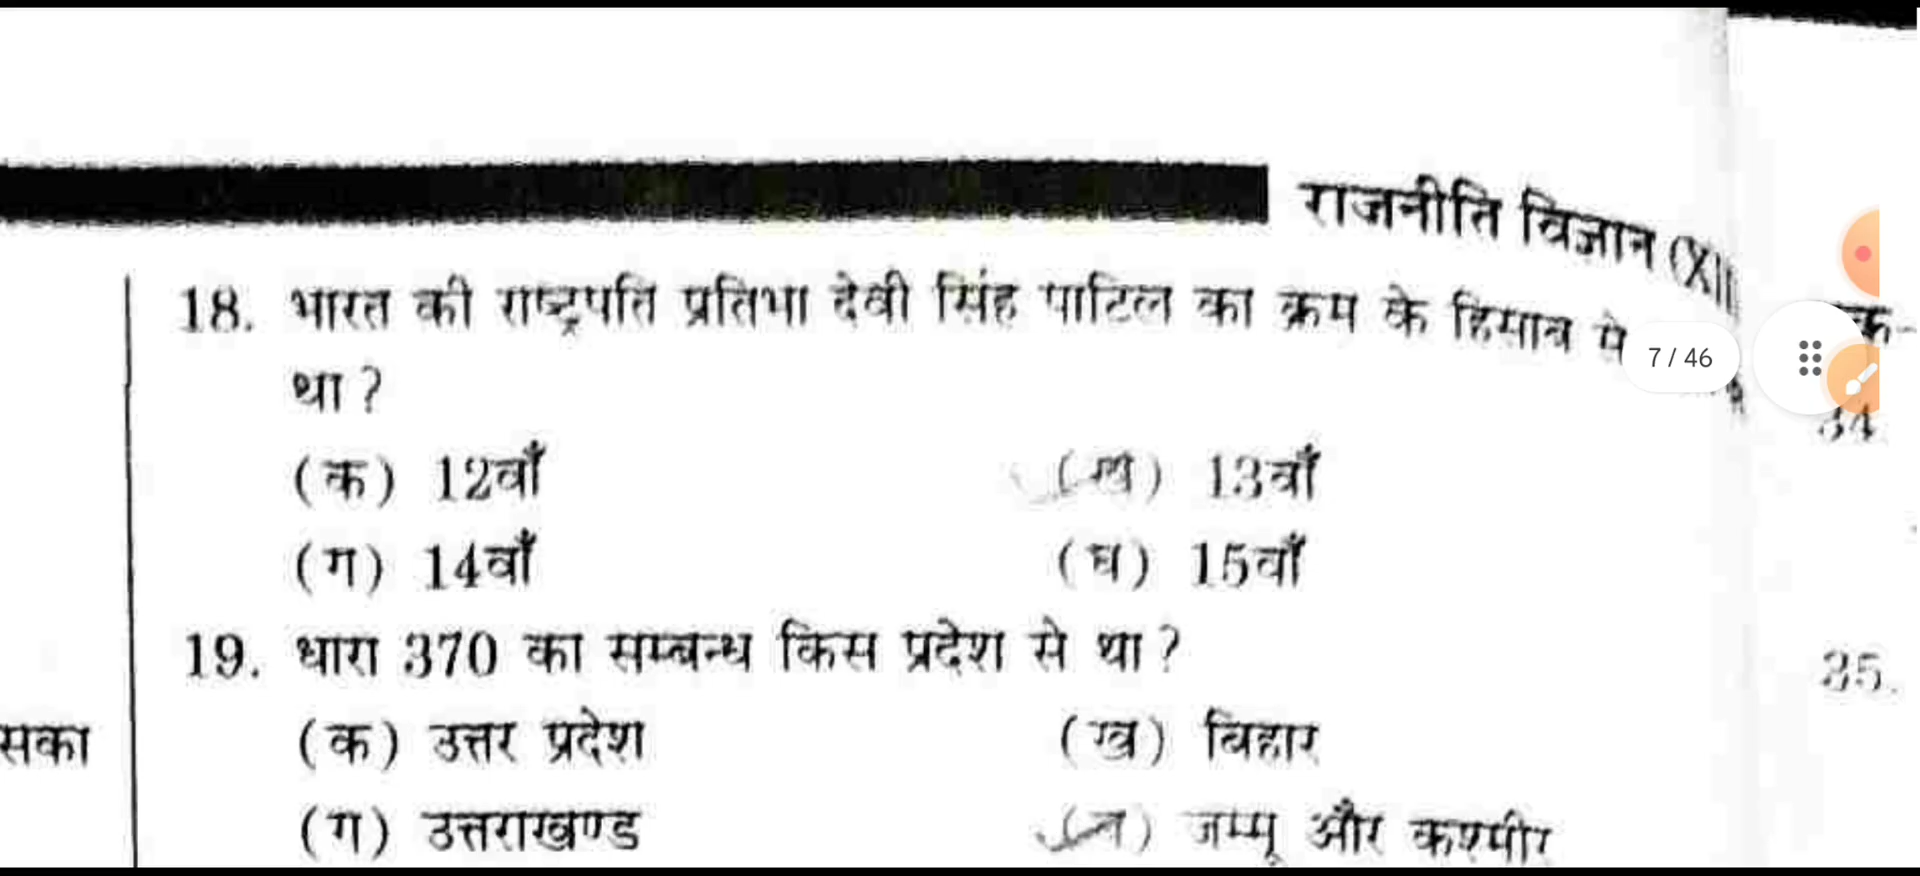 राजनीति विज्ञान (XII
18. भारत की राष्ट्रपति प्रतिभा देवी सिंह पाटिल का क्रम के हिसाब से
था ?
(क) 12वाँ (ख) 13वाँ
(ग) 14वाँ (घ) 15वाँ
19. धारा 370 का सम्बन्ध किस प्रदेश से था ?
(क) उत्तर प्रदेश (ख) बिहार
(ग) उत्तराखण्ड जम्मू और कश्मीर
सका
7 / 46
क-
34
35.